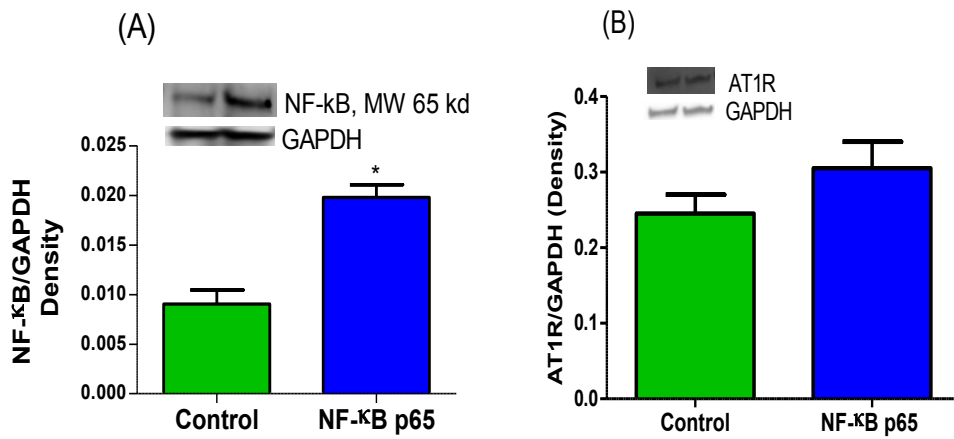 (A)
NF-kB, MW 65 kd
GAPDH
NF-κB/GAPDH
Density
0.025
0.020
0.015
0.010
0.005
0.000
*
Control
NF-κB p65
(B)
AT1R
GAPDH
AT1R/GAPDH (Density)
0.4
0.3
0.2
0.1
0.0
Control
NF-κB p65